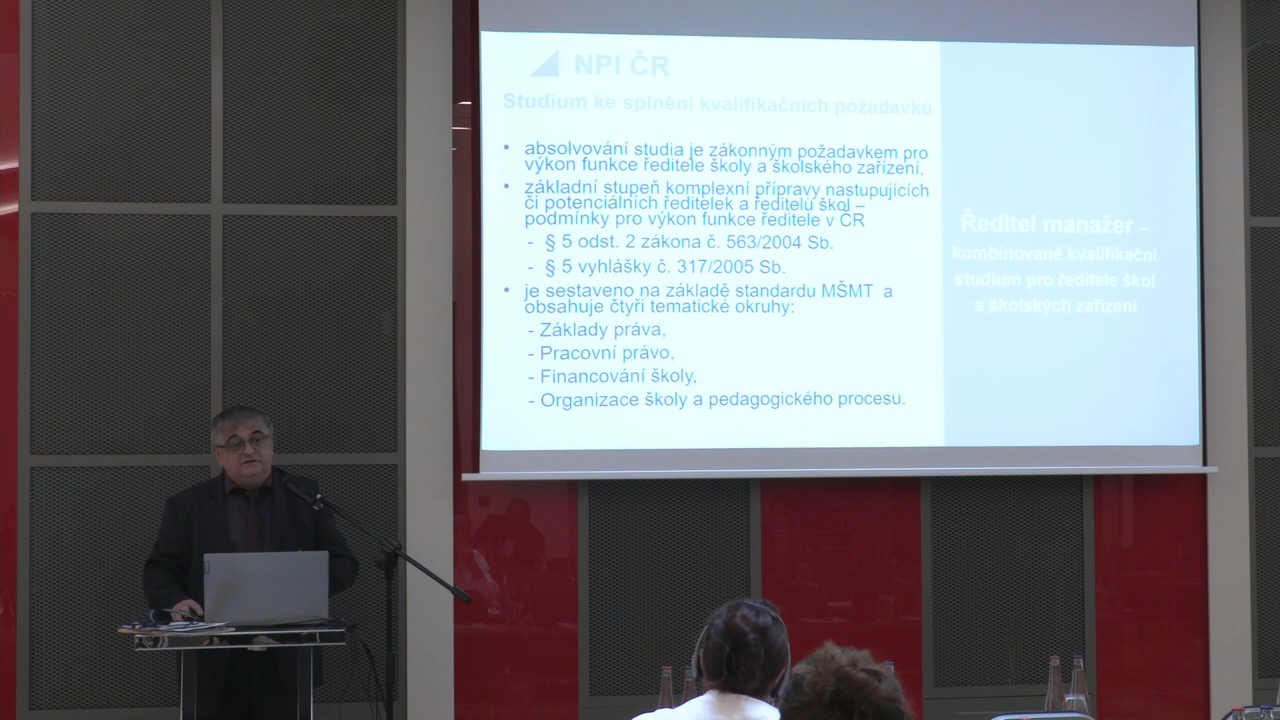 NPI ČR
Studium ke splnění kvalifikačních požadavků
• absolvování studia je zákonným požadavkem pro
výkon funkce ředitele školy a školského zařízení.
• základní stupeň komplexní přípravy nastupujících
či potenciálních ředitelek a ředitelu škol –
podmínky pro výkon funkce ředitele v ČR
- § 5 odst. 2 zákona č. 563/2004 Sb.
- § 5 vyhlášky č. 317/2005 Sb.
• je sestaveno na základě standardu MŠMT a
obsahuje čtyři tematické okruhy:
- Základy práva,
- Pracovní právo,
- Financování školy,
- Organizace školy a pedagogického procesu.
Ředitel manažer –
kombinované kvalifikační
studium pro ředitele škol
a školských zařízení